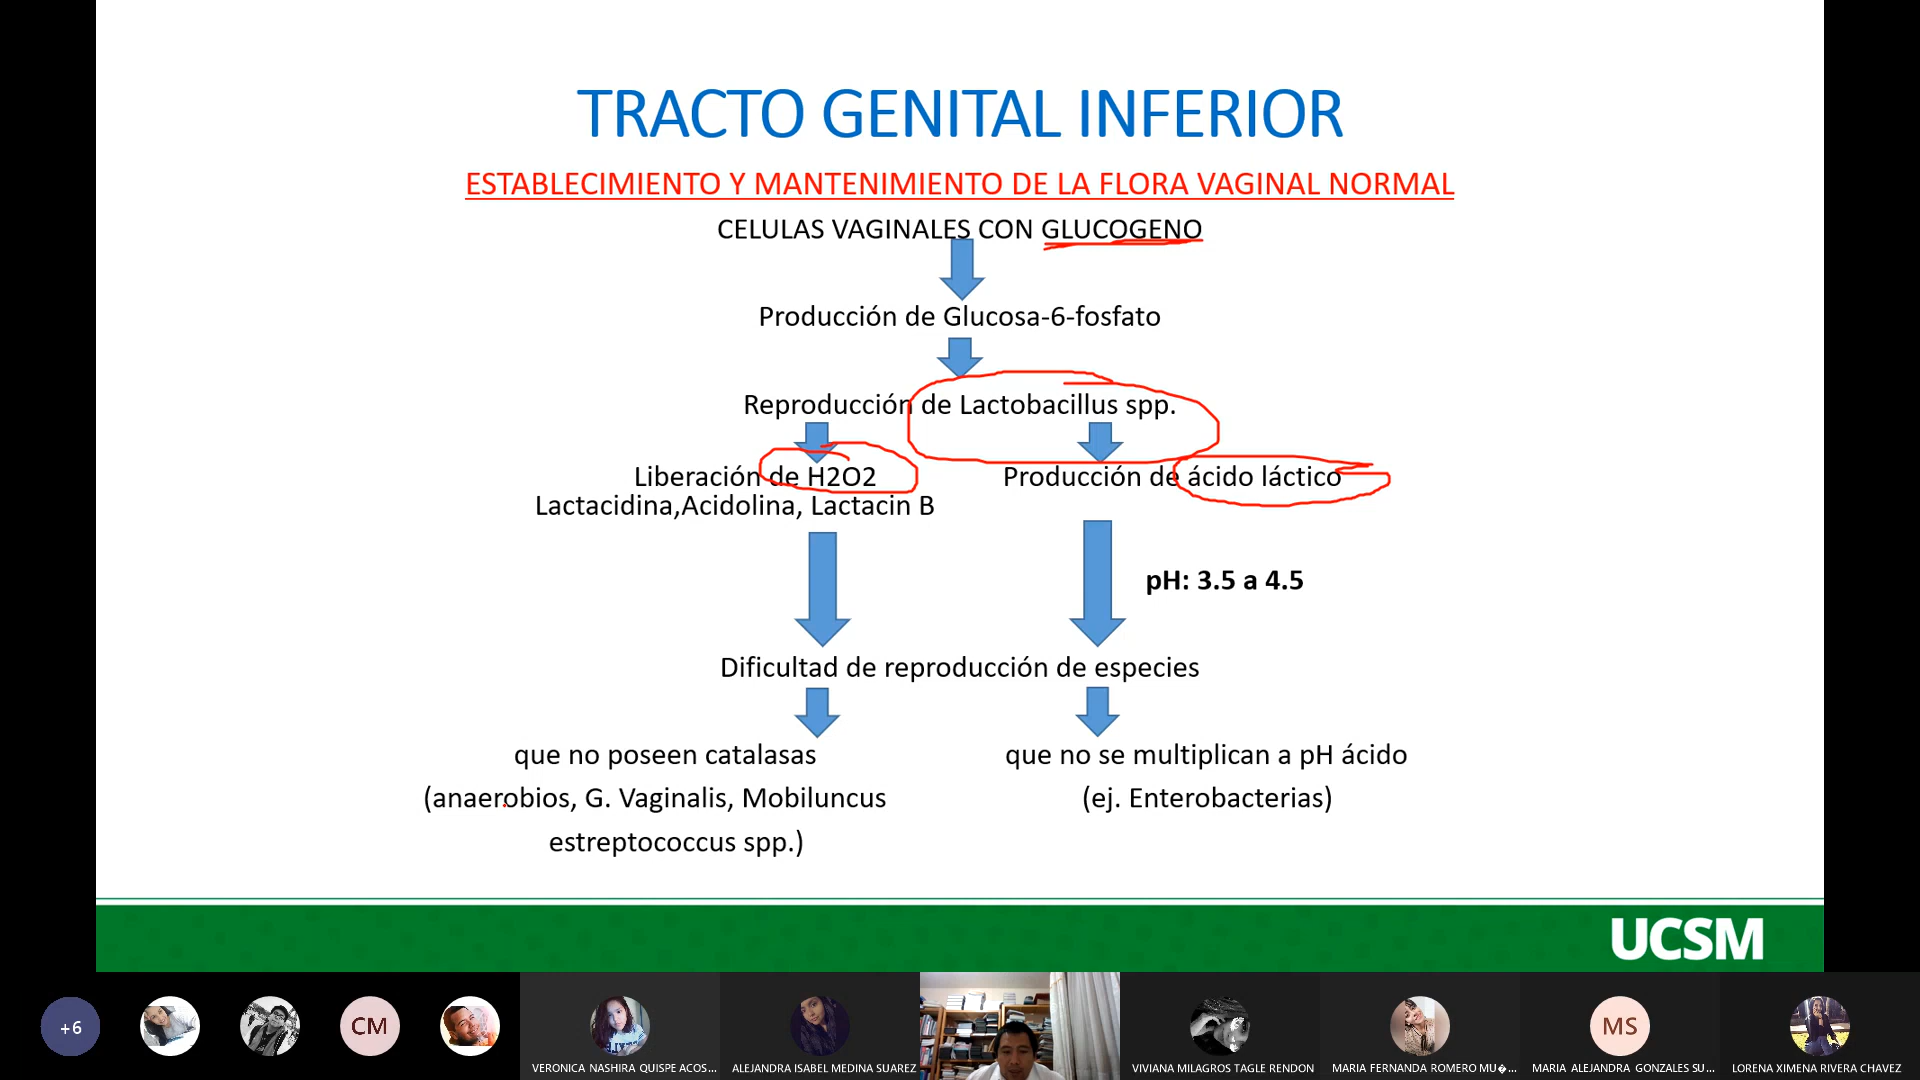 TRACTO GENITAL INFERIOR
ESTABLECIMIENTO Y MANTENIMIENTO DE LA FLORA VAGINAL NORMAL
CELULAS VAGINALES CON GLUCOGENO
Producción de Glucosa-6-fosfato
Reproducción de Lactobacillus spp.
Liberación de H2O2
Lactacidina,Acidolina, Lactacin B
Producción de ácido láctico
pH: 3.5 a 4.5
Dificultad de reproducción de especies
que no poseen catalasas
(anaerobios, G. Vaginalis, Mobiluncus
estreptococcus spp.)
que no se multiplican a pH ácido
(ej. Enterobacterias)
UCSM
+6
CM
VERONICA NASHIRA QUISPE ACOS...
ALEJANDRA ISABEL MEDINA SUAREZ
VIVIANA MILAGROS TAGLE RENDON
MARIA FERNANDA ROMERO MU�...
MS
MARIA ALEJANDRA GONZALES SU...
LORENA XIMENA RIVERA CHAVEZ